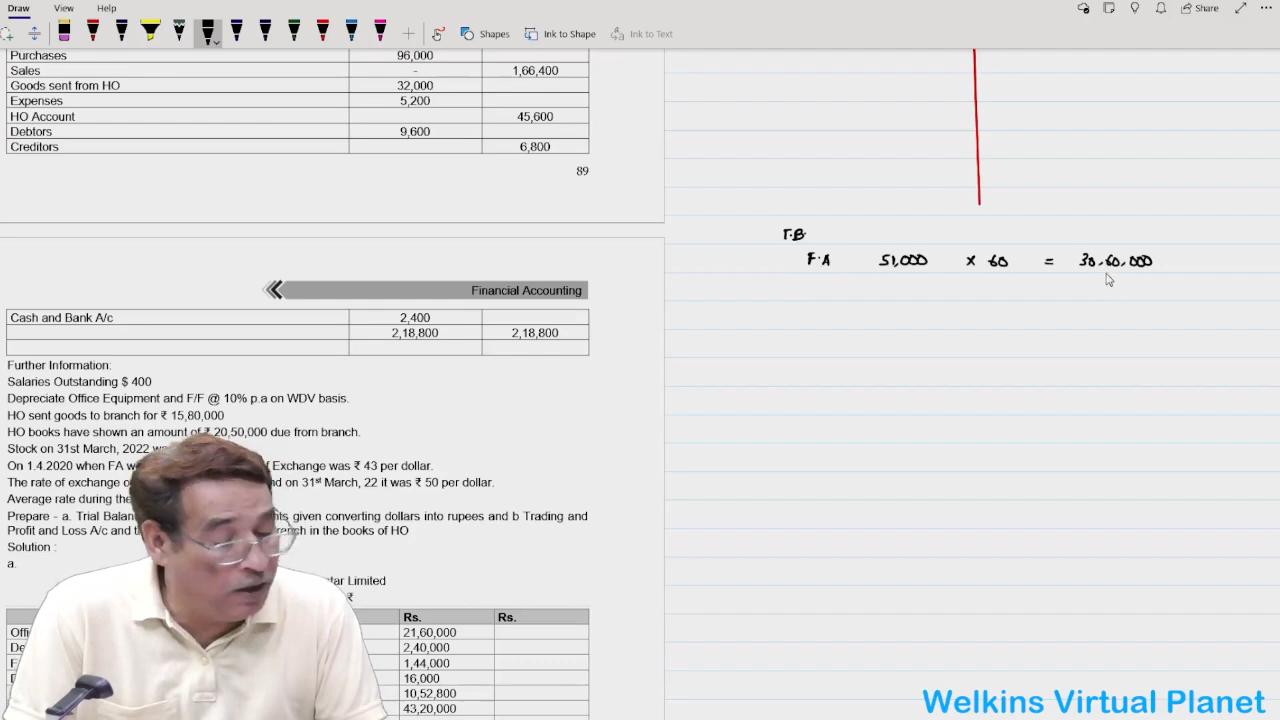 Draw View Help
Shapes Ink to Shape Ink to Text Share
Purchases 96,000
Sales - 1,66,400
Goods sent from HO 32,000
Expenses 5,200
HO Account 45,600
Debtors 9,600
Creditors 6,800
89
Financial Accounting
Cash and Bank A/c 2,400
2,18,800 2,18,800
Further Information:
Salaries Outstanding $ 400
Depreciate Office Equipment and F/F @ 10% p.a on WDV basis.
HO sent goods to branch for ₹ 15,80,000
HO books have shown an amount of ₹ 20,50,000 due from branch.
Stock on 31st March, 2022
On 1.4.2020 when FA Exchange was ₹ 43 per dollar.
The rate of exchange on 31st March, 22 it was ₹ 50 per dollar.
Average rate during the
Prepare - a. Trial given converting dollars into rupees and b Trading and
Profit and Loss A/c and in the books of HO
Solution :
a.
Limited
₹
Rs. Rs.
21,60,000
2,40,000
1,44,000
16,000
10,52,800
43,20,000
T.B
F.A 51,000 x 60 = 30,60,000
Welkins Virtual Planet